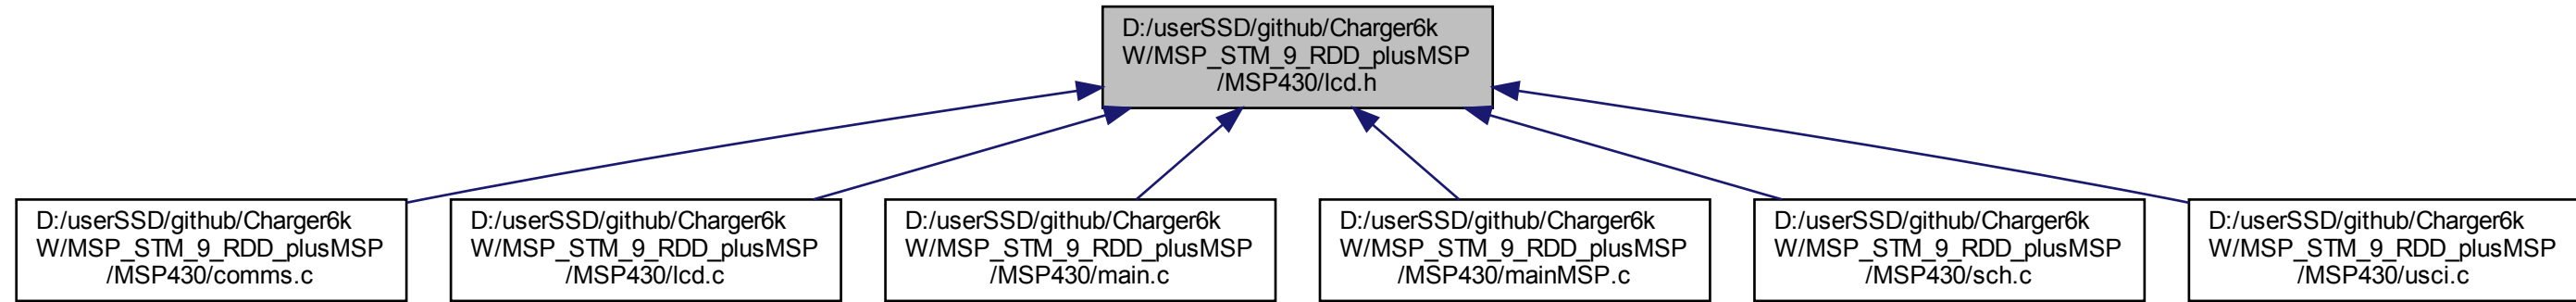 D:/userSSD/github/Charger6k
W/MSP_STM_9_RDD_plusMSP
/MSP430/lcd.h
D:/userSSD/github/Charger6k
W/MSP_STM_9_RDD_plusMSP
/MSP430/comms.c
D:/userSSD/github/Charger6k
W/MSP_STM_9_RDD_plusMSP
/MSP430/lcd.c
D:/userSSD/github/Charger6k
W/MSP_STM_9_RDD_plusMSP
/MSP430/main.c
D:/userSSD/github/Charger6k
W/MSP_STM_9_RDD_plusMSP
/MSP430/mainMSP.c
D:/userSSD/github/Charger6k
W/MSP_STM_9_RDD_plusMSP
/MSP430/sch.c
D:/userSSD/github/Charger6k
W/MSP_STM_9_RDD_plusMSP
/MSP430/usci.c